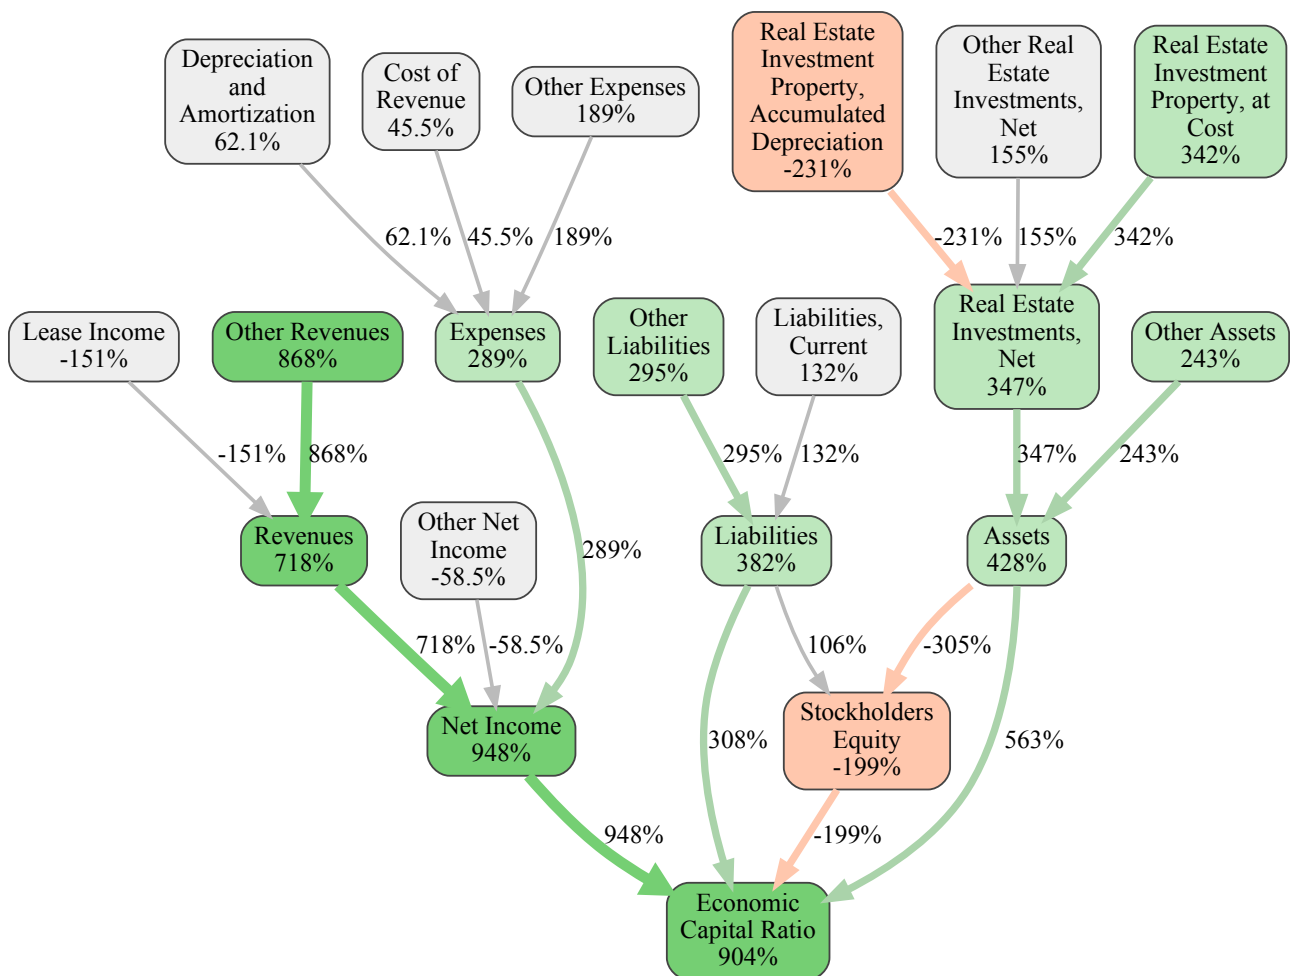 Depreciation
and
Amortization
62.1%
Cost of
Revenue
45.5%
Other Expenses
189%
Real Estate
Investment
Property,
Accumulated
Depreciation
-231%
Other Real
Estate
Investments,
Net
155%
Real Estate
Investment
Property, at
Cost
342%
62.1%
45.5%
189%
-231%
155%
342%
Lease Income
-151%
Other Revenues
868%
Expenses
289%
Other
Liabilities
295%
Liabilities,
Current
132%
Real Estate
Investments,
Net
347%
Other Assets
243%
-151%
868%
295%
132%
347%
243%
Revenues
718%
Other Net
Income
-58.5%
289%
Liabilities
382%
Assets
428%
718%
-58.5%
106%
-305%
Net Income
948%
308%
Stockholders
Equity
-199%
563%
948%
-199%
Economic
Capital Ratio
904%